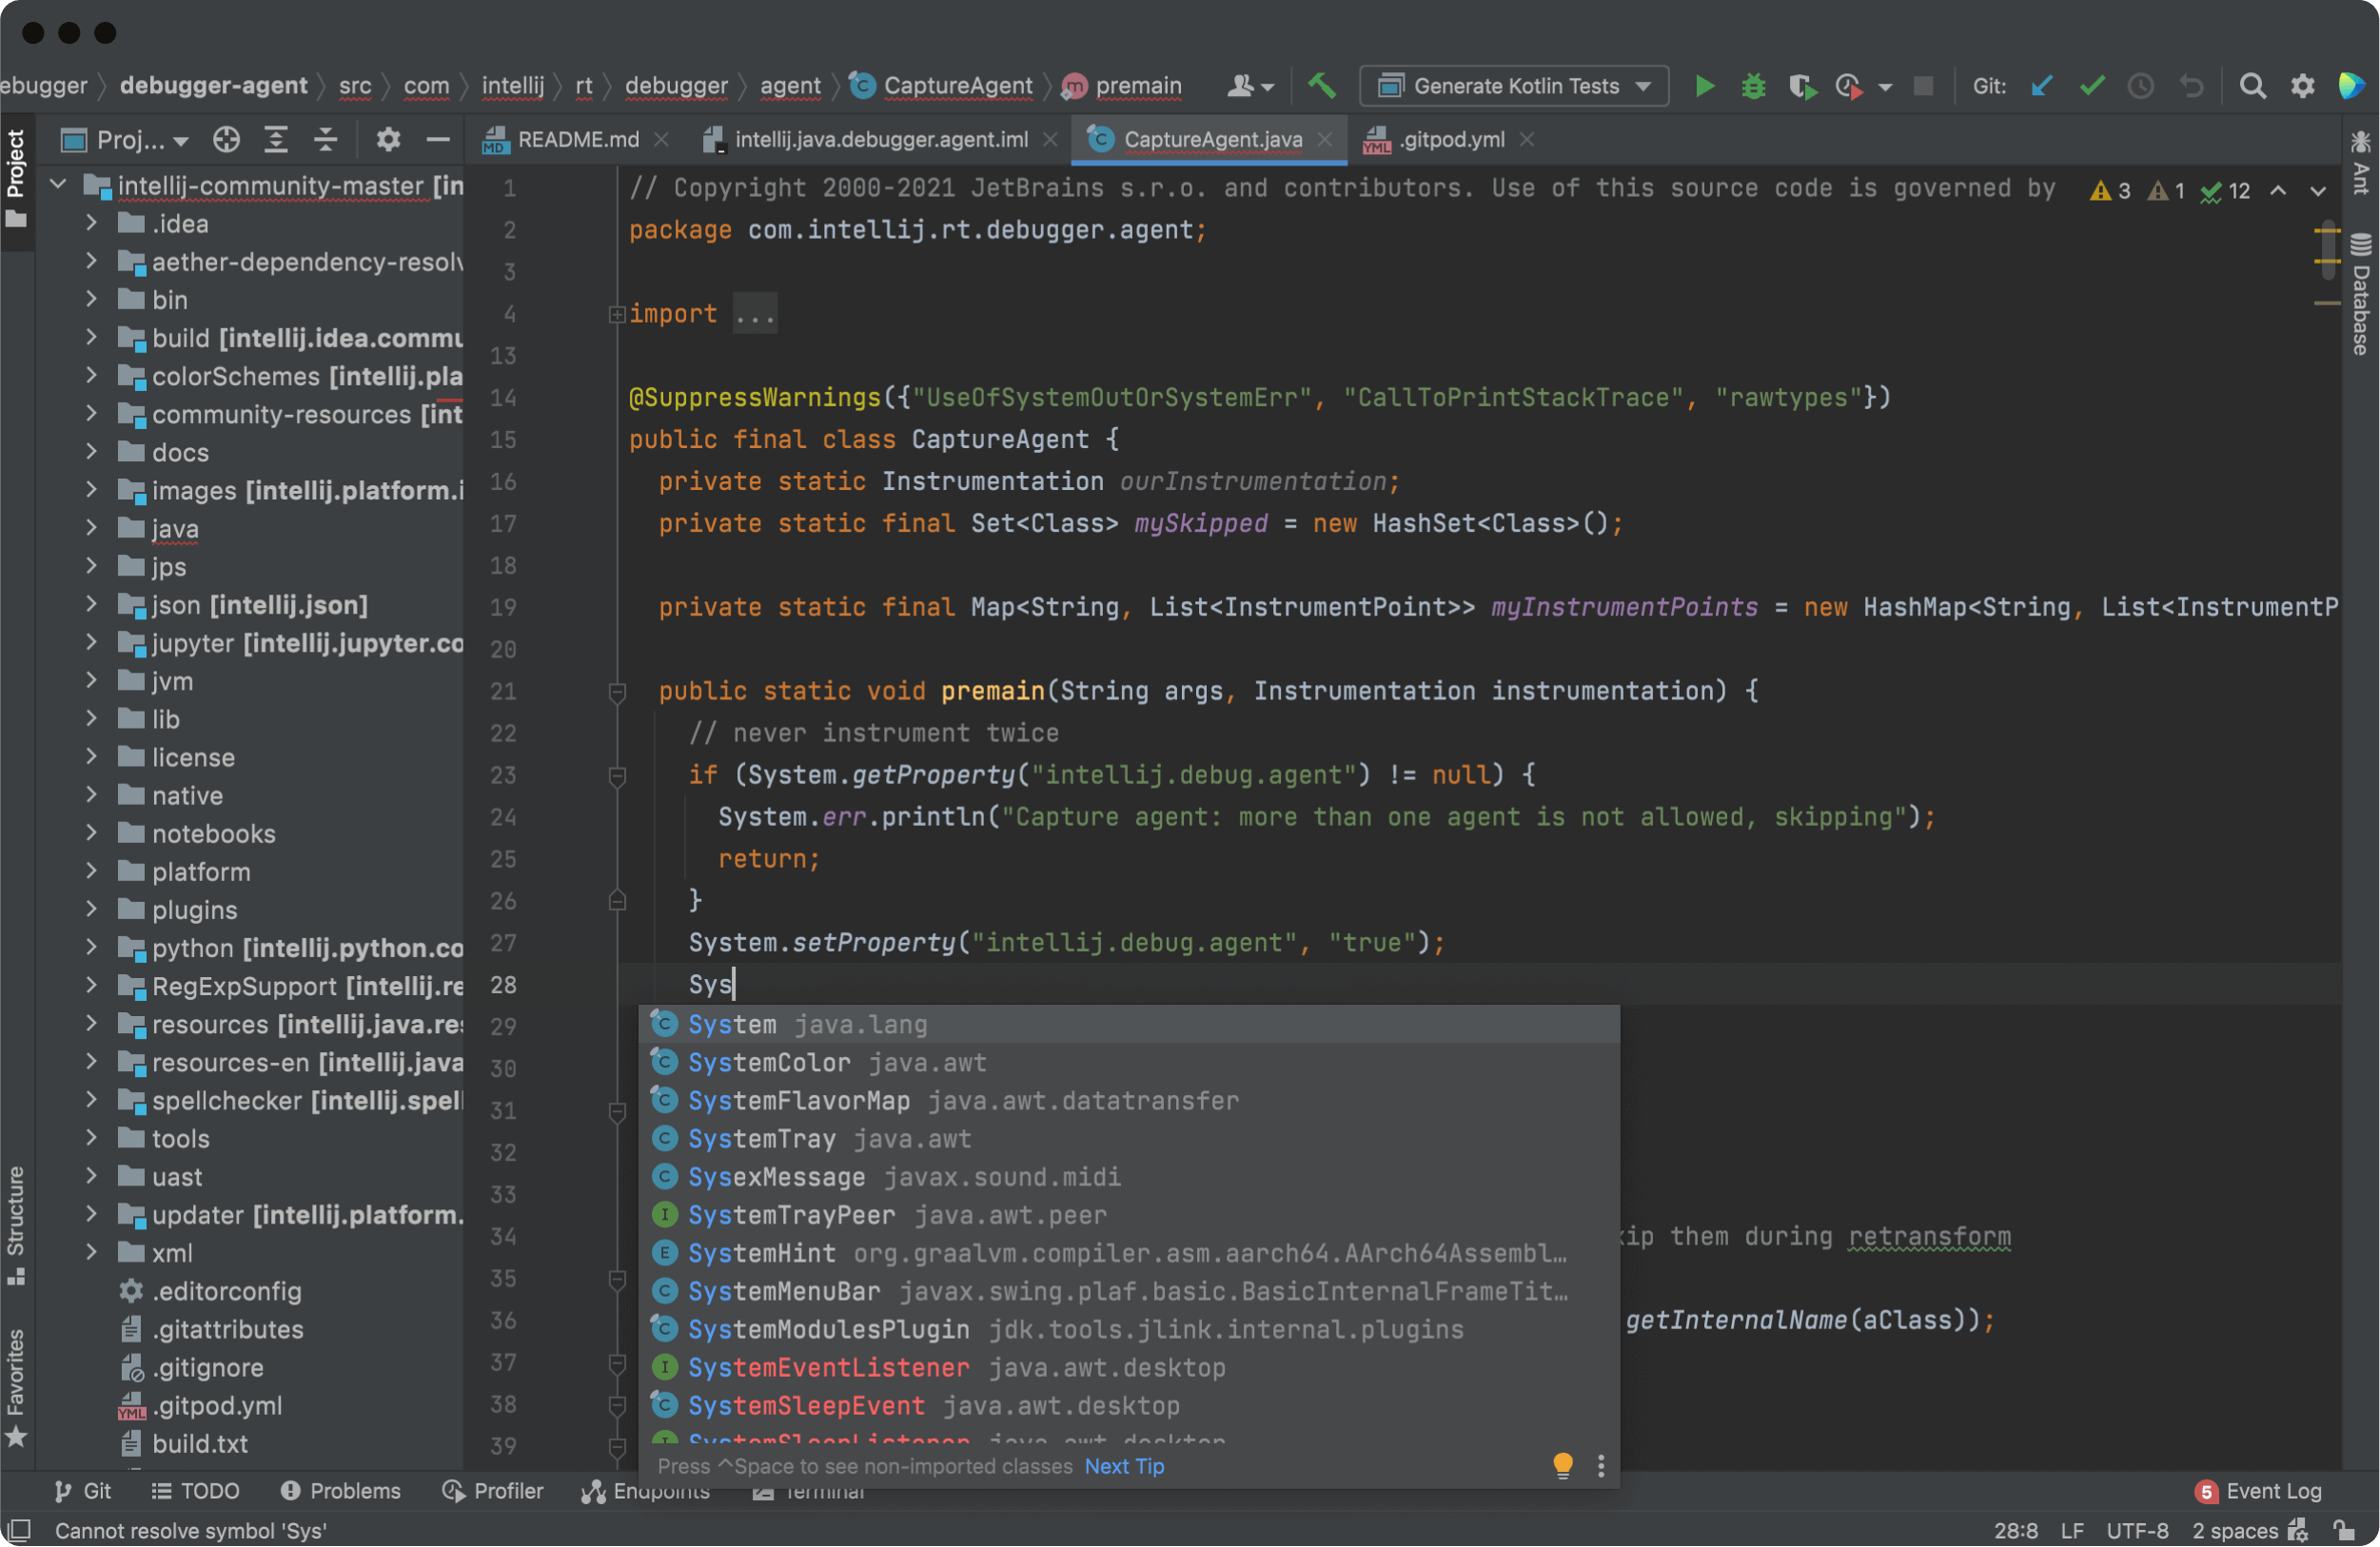 ebugger debugger-agent src com intellij rt debugger agent CaptureAgent premain Generate Kotlin Tests Git:
Project
Proj...
README.md intellij.java.debugger.agent.iml CaptureAgent.java .gitpod.yml
Ant
Database
intellij-community-master [in
.idea
aether-dependency-resolv
bin
build [intellij.idea.commu
colorSchemes [intellij.pla
community-resources [int
docs
images [intellij.platform.i
java
jps
json [intellij.json]
jupyter [intellij.jupyter.co
jvm
lib
license
native
notebooks
platform
plugins
python [intellij.python.co
RegExpSupport [intellij.re
resources [intellij.java.res
resources-en [intellij.java
spellchecker [intellij.spell
tools
uast
updater [intellij.platform.
xml
.editorconfig
.gitattributes
.gitignore
.gitpod.yml
build.txt
Structure
Favorites
1 // Copyright 2000-2021 JetBrains s.r.o. and contributors. Use of this source code is governed by 3 1 12
2 package com.intellij.rt.debugger.agent;
3
4 import ...
13
14 @SuppressWarnings({"UseOfSystemOutOrSystemErr", "CallToPrintStackTrace", "rawtypes"})
15 public final class CaptureAgent {
16 private static Instrumentation ourInstrumentation;
17 private static final Set<Class> mySkipped = new HashSet<Class>();
18
19 private static final Map<String, List<InstrumentPoint>> myInstrumentPoints = new HashMap<String, List<InstrumentP
20
21 public static void premain(String args, Instrumentation instrumentation) {
22 // never instrument twice
23 if (System.getProperty("intellij.debug.agent") != null) {
24 System.err.println("Capture agent: more than one agent is not allowed, skipping");
25 return;
26 }
27 System.setProperty("intellij.debug.agent", "true");
28 Sys
29
30
31
32
33
34 kip them during retransform
35
36 getInternalName(aClass));
37
38
39
System java.lang
SystemColor java.awt
SystemFlavorMap java.awt.datatransfer
SystemTray java.awt
SysexMessage javax.sound.midi
SystemTrayPeer java.awt.peer
SystemHint org.graalvm.compiler.asm.aarch64.AArch64Assembl…
SystemMenuBar javax.swing.plaf.basic.BasicInternalFrameTit…
SystemModulesPlugin jdk.tools.jlink.internal.plugins
SystemEventListener java.awt.desktop
SystemSleepEvent java.awt.desktop
SystemSleepListener java.awt.desktop
Press ^Space to see non-imported classes Next Tip
Git TODO Problems Profiler Endpoints Terminal 5 Event Log
Cannot resolve symbol 'Sys' 28:8 LF UTF-8 2 spaces